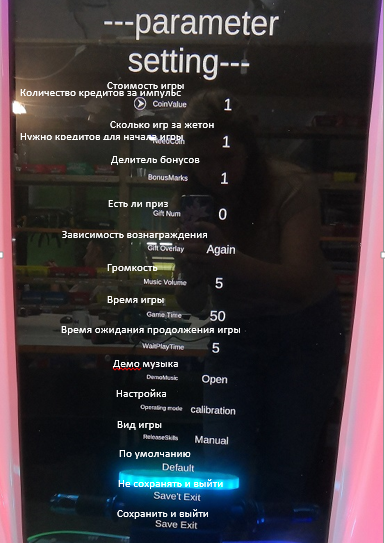 ---parameter
setting---
Стоимость игры
Количество кредитов за импульс
CoinValue 1
Сколько игр за жетон
Нужно кредитов для начала игры
NeedCoin 1
Делитель бонусов
BonusMarks 1
Есть ли приз
Gift Num 0
Зависимость вознаграждения
Gift Overlay Again
Громкость
Music Volume 5
Время игры
Game Time 50
Время ожидания продолжения игры
WaitPlayTime 5
Демо музыка
DemoMusic Open
Настройка
Operating mode calibration
Вид игры
ReleaseSkills Manual
По умолчанию
Default
Не сохранять и выйти
Save't Exit
Сохранить и выйти
Save Exit